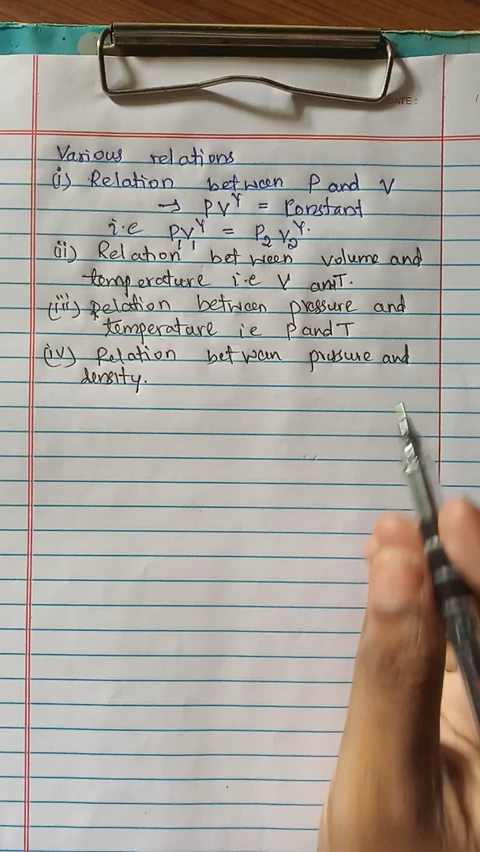 DATE :
Various relations
(i) Relation between P and V
→ PV^γ = Constant
i.e P₁V₁^γ = P₂V₂^γ.
(ii) Relation between volume and
temperature i.e V and T.
(iii) Relation between pressure and
temperature ie P and T
(iv) Relation between pressure and
density.